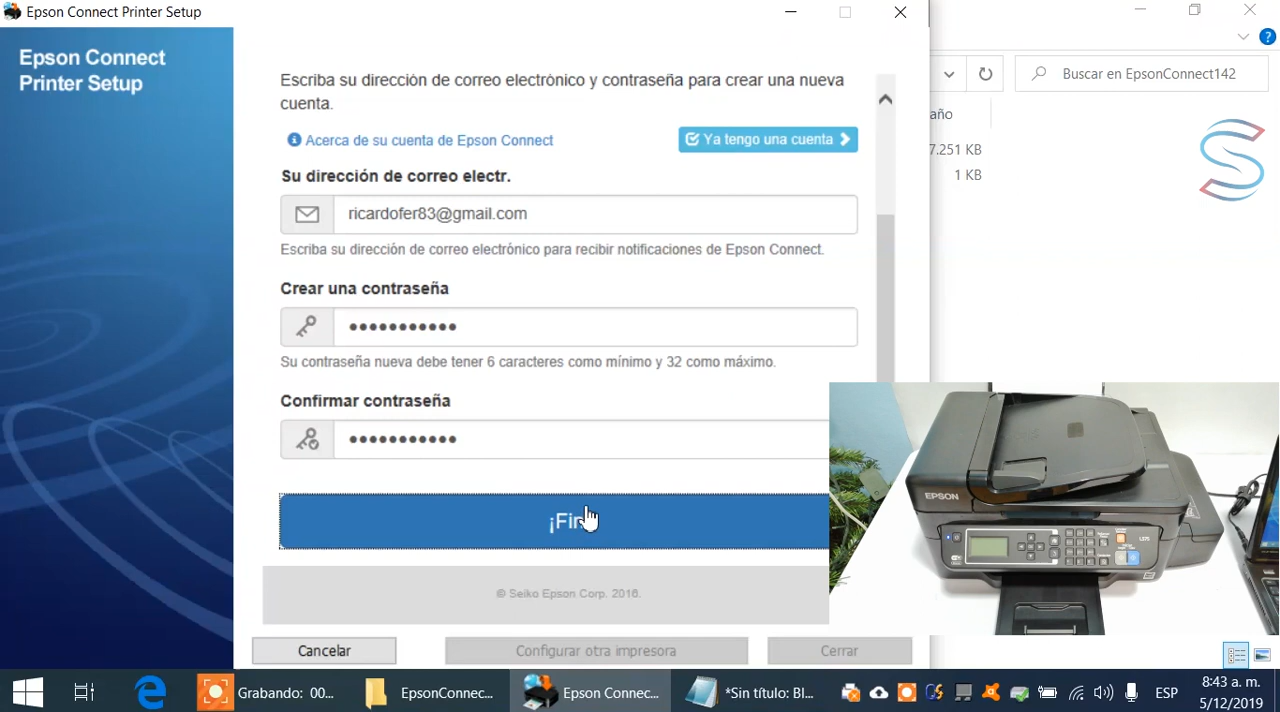 Epson Connect Printer Setup
Epson Connect
Printer Setup
Escriba su dirección de correo electrónico y contraseña para crear una nueva
cuenta.
Acerca de su cuenta de Epson Connect
Ya tengo una cuenta
Su dirección de correo electr.
ricardofer83@gmail.com
Escriba su dirección de correo electrónico para recibir notificaciones de Epson Connect.
Crear una contraseña
•••••••••••
Su contraseña nueva debe tener 6 caracteres como mínimo y 32 como máximo.
Confirmar contraseña
•••••••••••
© Seiko Epson Corp. 2016.
Cancelar
Configurar otra impresora
Cerrar
Buscar en EpsonConnect142
año
7.251 KB
1 KB
S
EPSON
Grabando: 00...
EpsonConnec...
Epson Connec...
*Sin título: Bl...
ESP
8:43 a. m.
5/12/2019